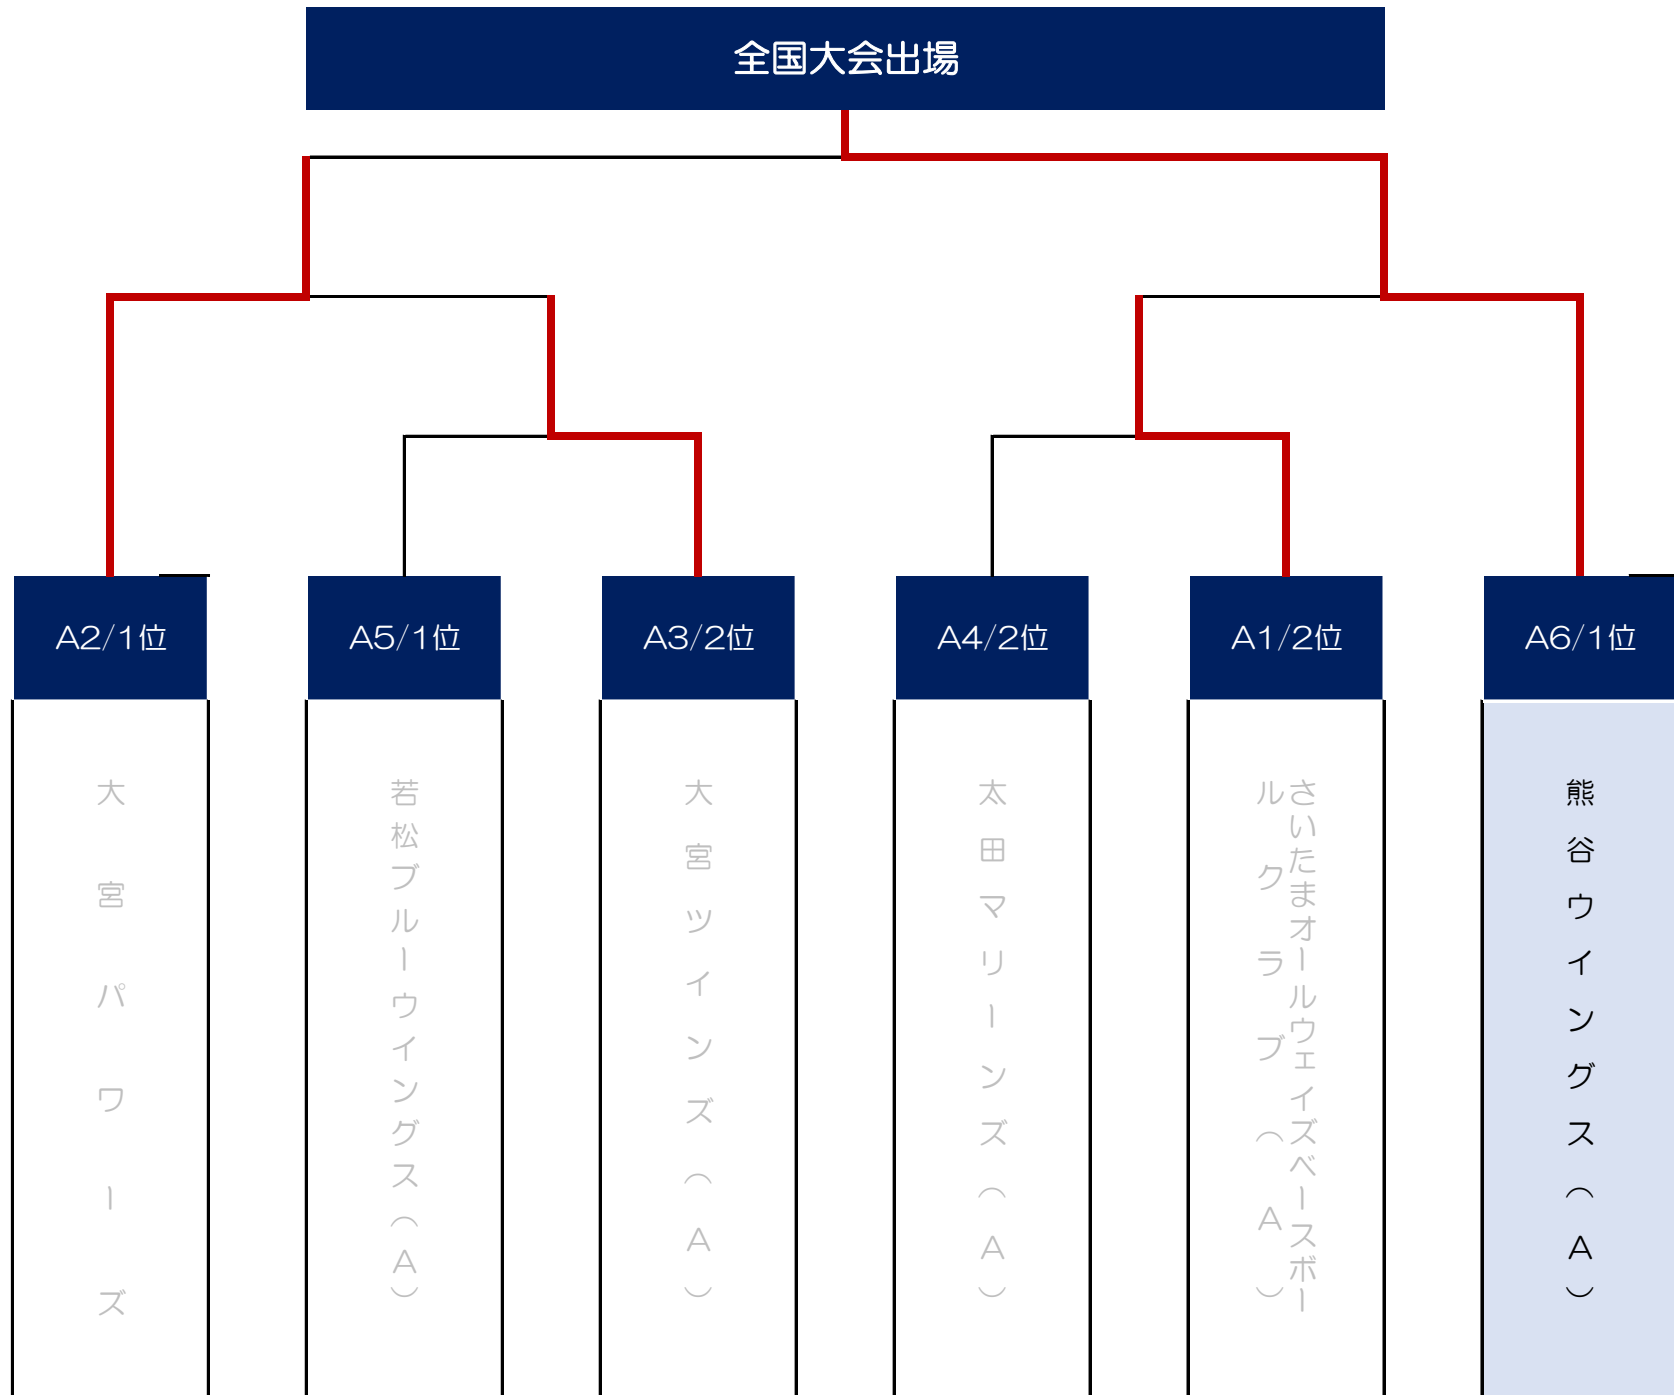 全国大会出場
A2/1位
A5/1位
A3/2位
A4/2位
A1/2位
A6/1位
大宮パワーズ
若松ブルーウイングス（A）
大宮ツインズ（A）
太田マリーンズ（A）
さいたまオールウェイズベースボー
ルクラブ（A）
熊谷ウイングス（A）